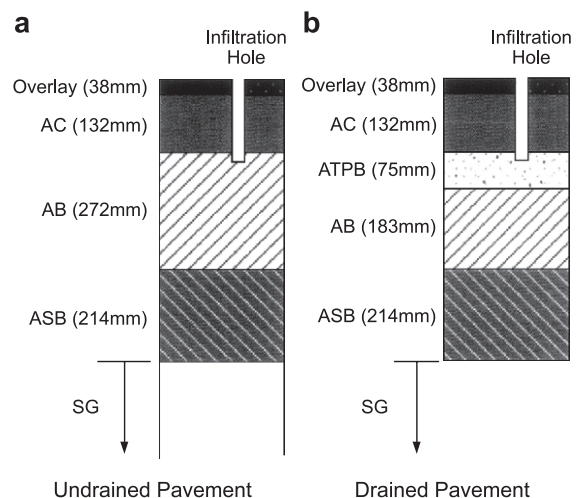 a
Infiltration
Hole
Overlay (38mm)
AC (132mm)
AB (272mm)
ASB (214mm)
SG
Undrained Pavement
b
Infiltration
Hole
Overlay (38mm)
AC (132mm)
ATPB (75mm)
AB (183mm)
ASB (214mm)
SG
Drained Pavement